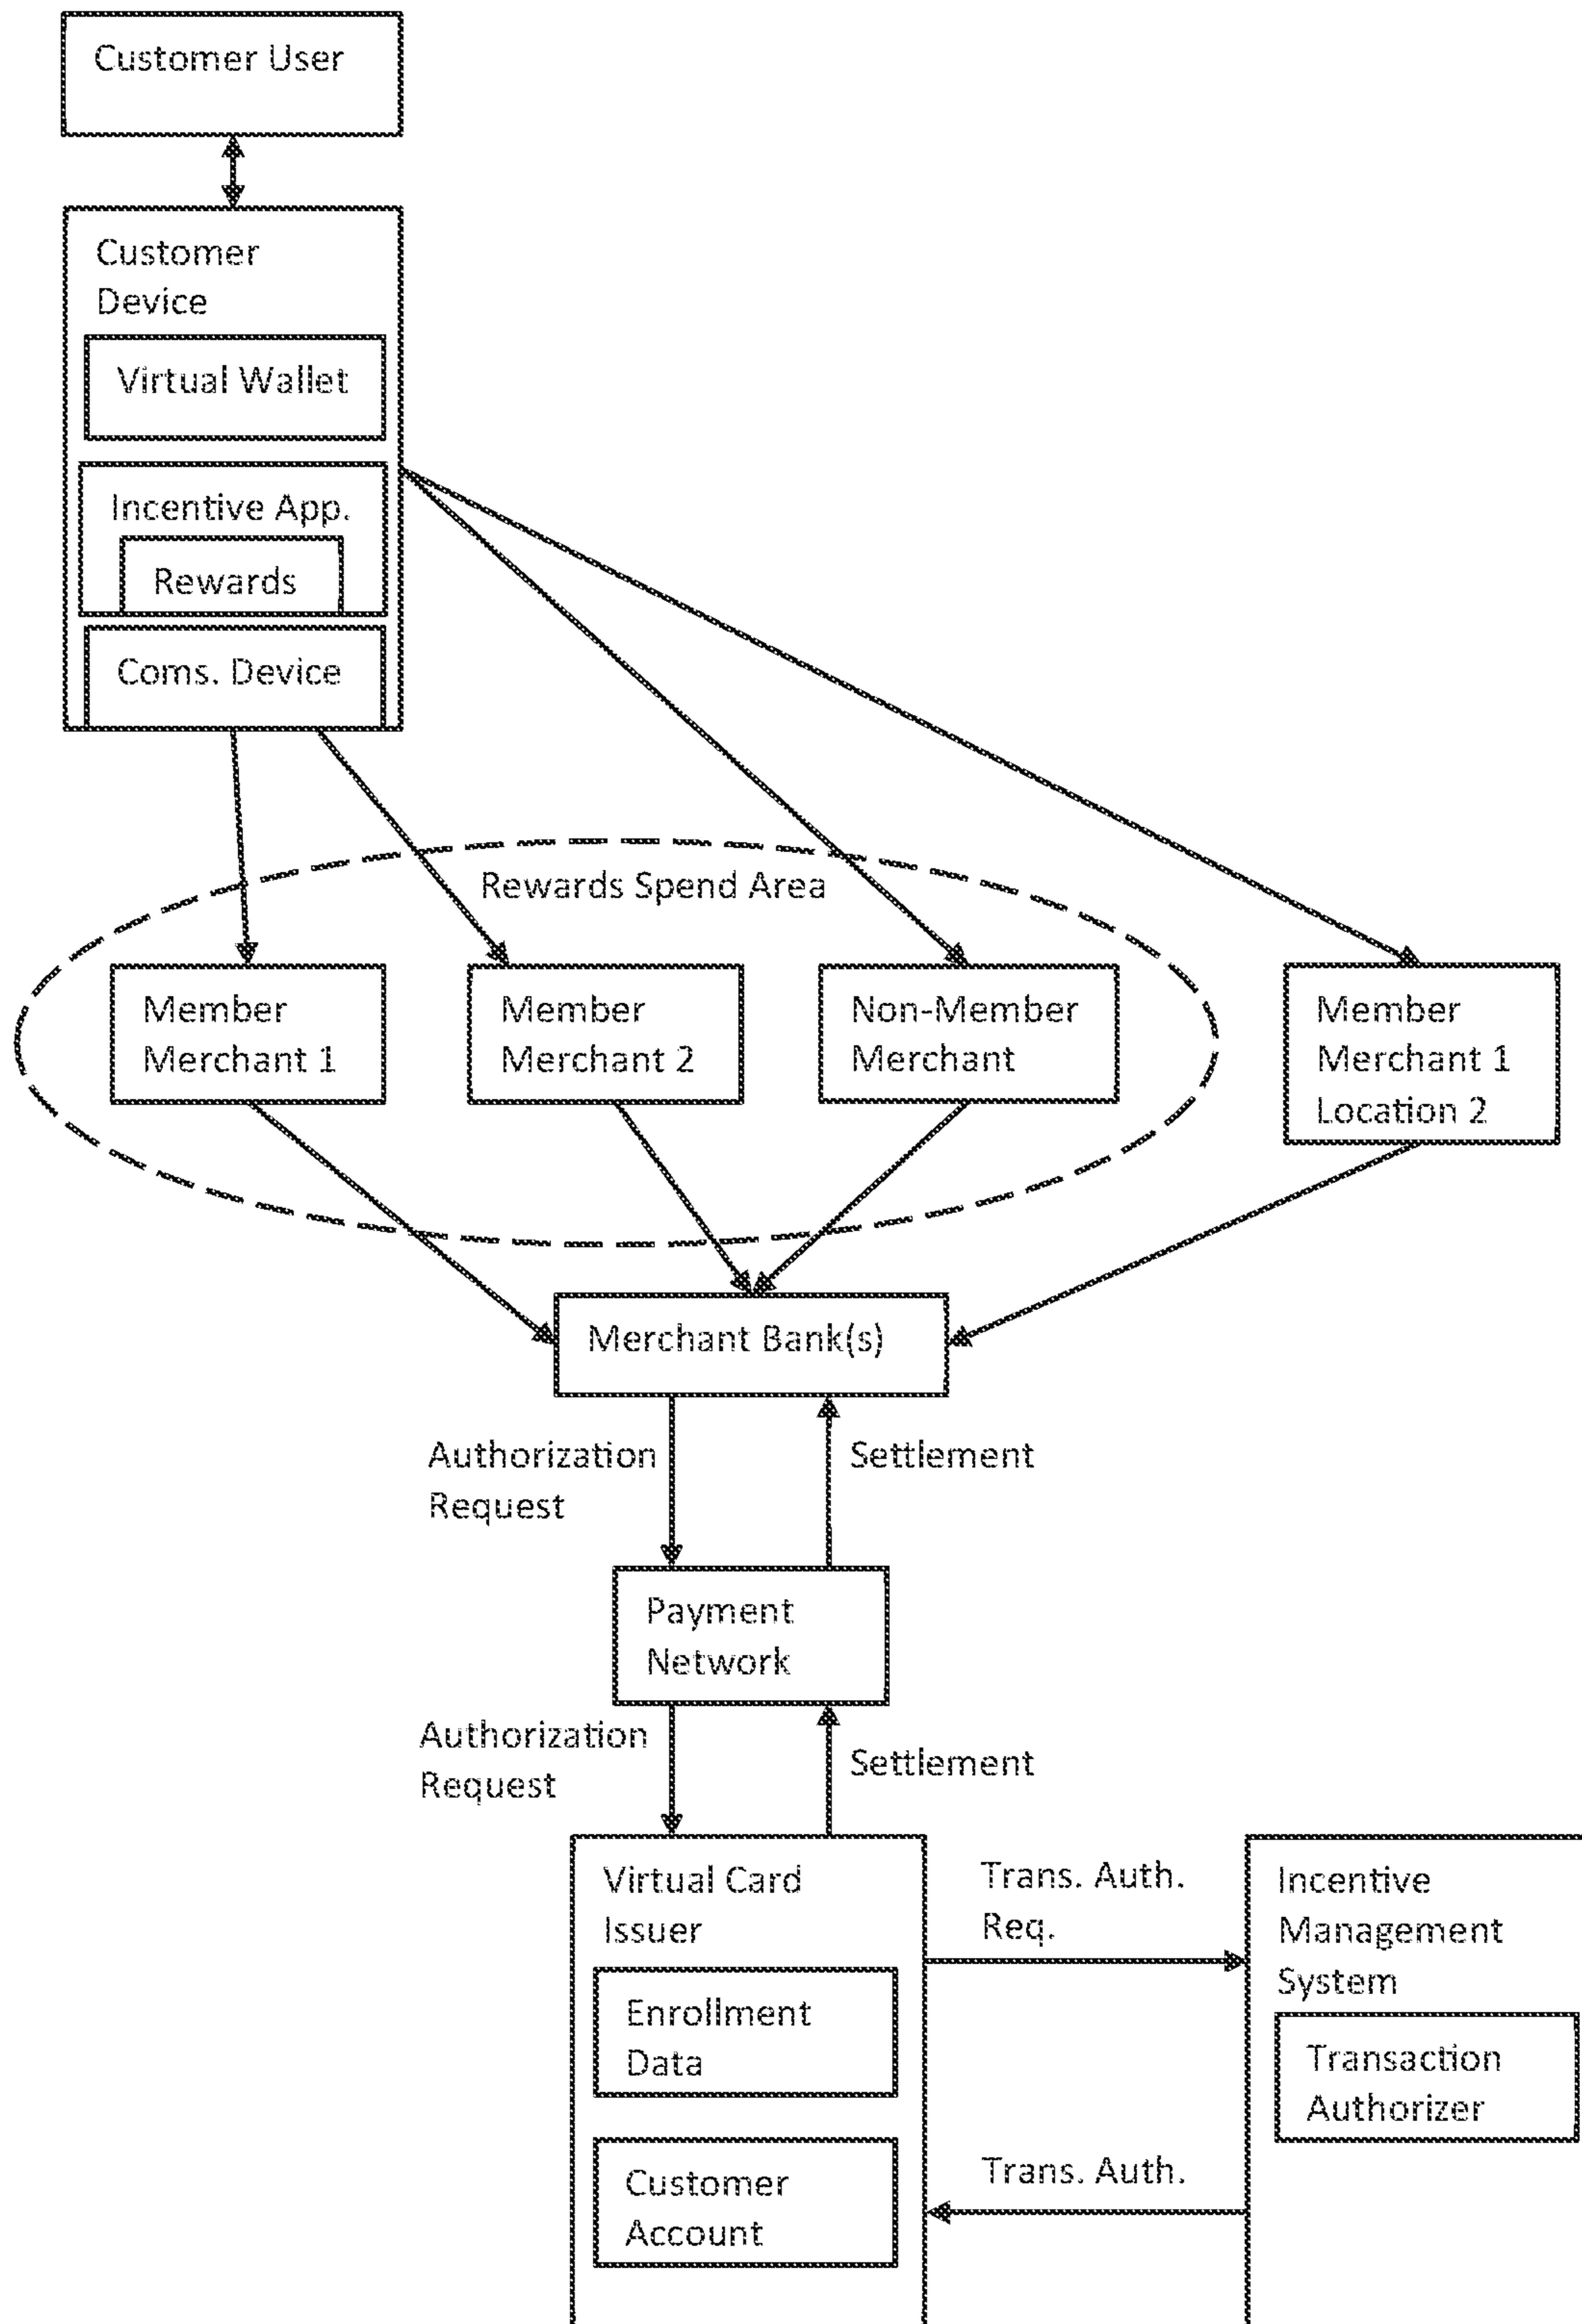 Customer User
Customer
Device
Virtual Wallet
Incentive App.
Rewards
Coms. Device
Rewards Spend Area
Member
Merchant 1
Member
Merchant 2
Non-Member
Merchant
Member
Merchant 1
Location 2
Merchant Bank(s)
Authorization
Request
Settlement
Payment
Network
Authorization
Request
Settlement
Virtual Card
Issuer
Enrollment
Data
Customer
Account
Trans. Auth.
Req.
Trans. Auth.
Incentive
Management
System
Transaction
Authorizer